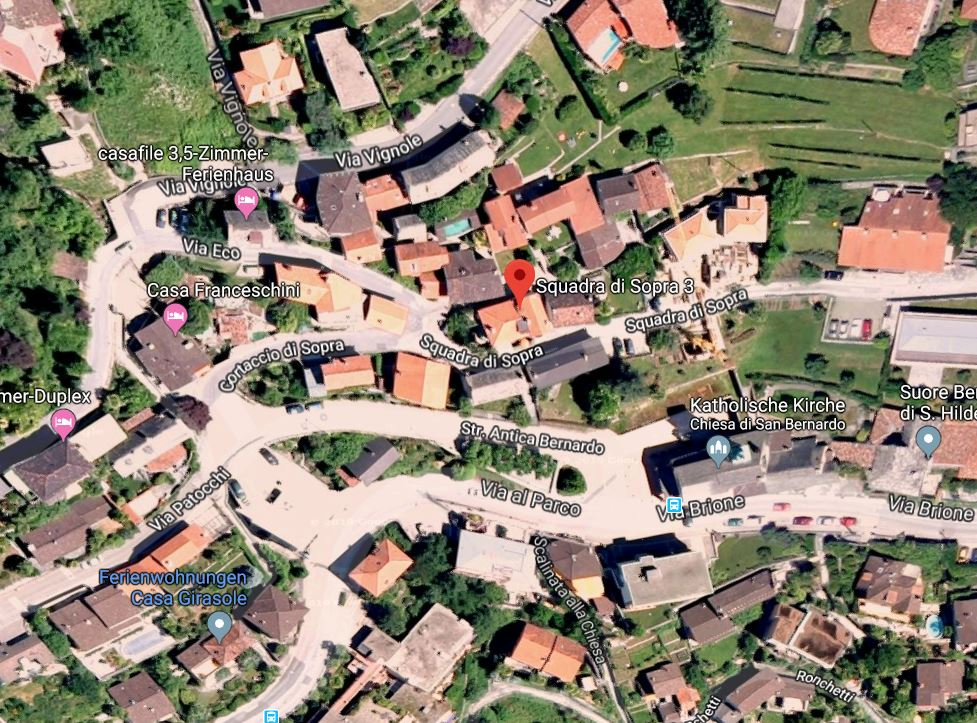 Via Vignole
casafile 3,5-Zimmer-
Ferienhaus
Via Vignole
Via Vignole
Via Eco
Casa Franceschini
Squadra di Sopra 3
Squadra di Sopra
Cortaccio di Sopra
Squadra di Sopra
mer-Duplex
Katholische Kirche
Chiesa di San Bernardo
Suore Be
di S. Hilde
Str. Antica Bernardo
Via Patocchi
Via al Parco
Via Brione
Via Brione
Scalinata alla Chiesa
Ferienwohnungen
Casa Girasole
Ronchetti
chetti